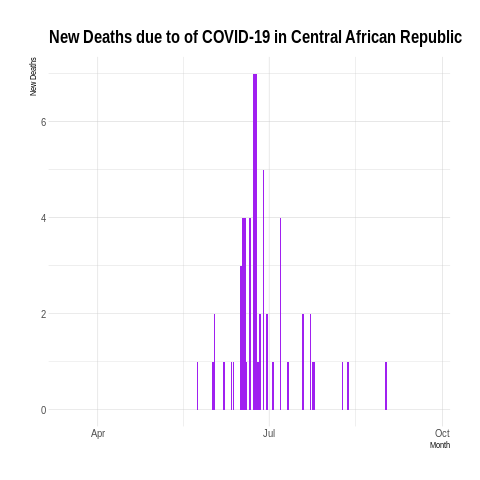 New Deaths due to of COVID-19 in Central African Republic
New Deaths
6
4
2
0
Apr
Jul
Oct
Month